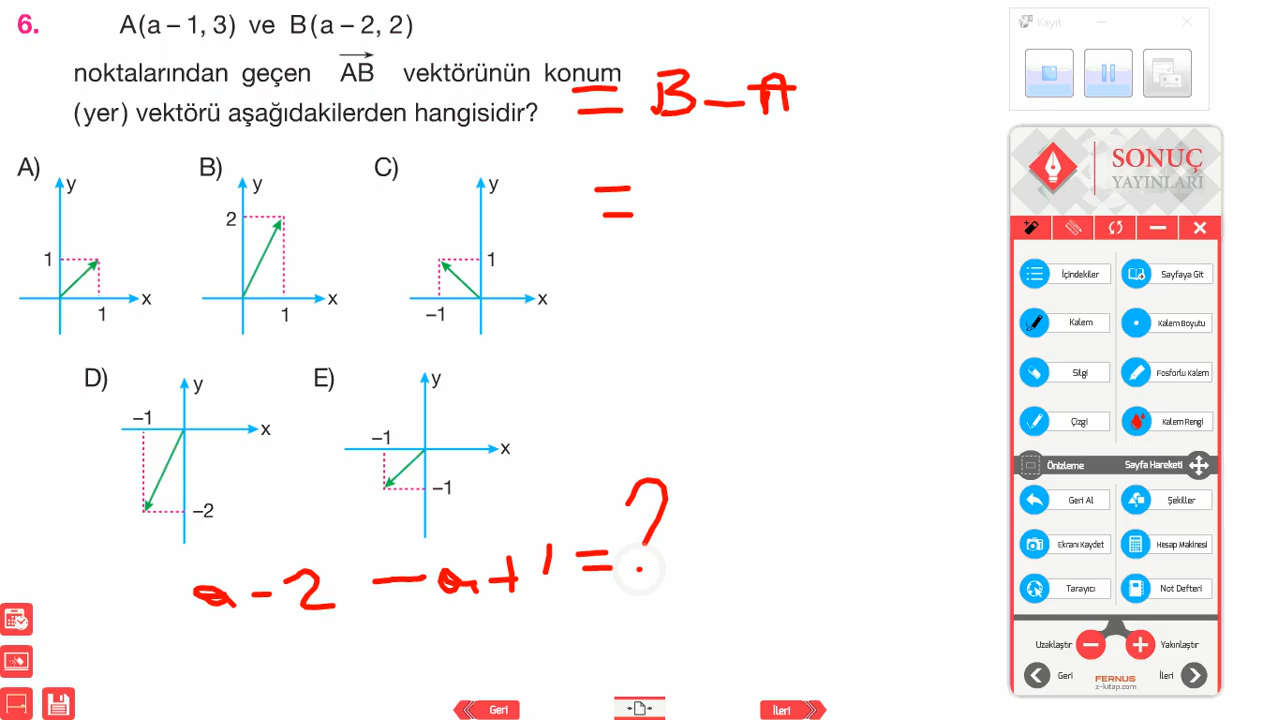 6. A(a – 1, 3) ve B(a – 2, 2)
noktalarından geçen AB vektörünün konum
(yer) vektörü aşağıdakilerden hangisidir?
= B – A
=
A) y 1 1 x
B) y 2 1 x
C) y 1 –1 x
D) y –1 x –2
E) y –1 x –1
a – 2 – a + 1 = ?
Kayıt
SONUÇ
YAYINLARI
İçindekiler
Sayfaya Git
Kalem
Kalem Boyutu
Silgi
Fosforlu Kalem
Çizgi
Kalem Rengi
Önizleme
Sayfa Hareketi
Geri Al
Şekiller
Ekranı Kaydet
Hesap Makinesi
Tarayıcı
Not Defteri
Uzaklaştır
Yakınlaştır
Geri
FERNUS
z-kitap.com
İleri
Geri
İleri